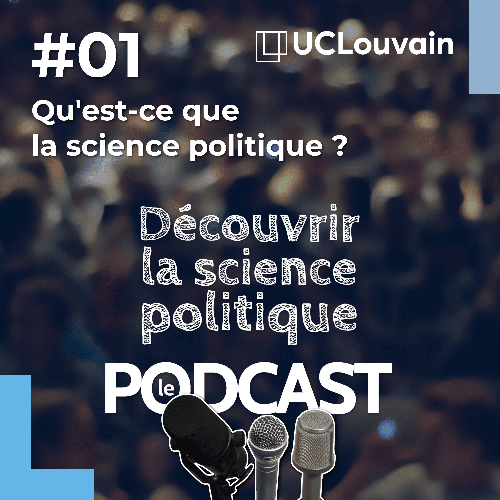 #01
UCLouvain
Qu'est-ce que
la science politique ?
Découvrir
la science
politique
le
PODCAST